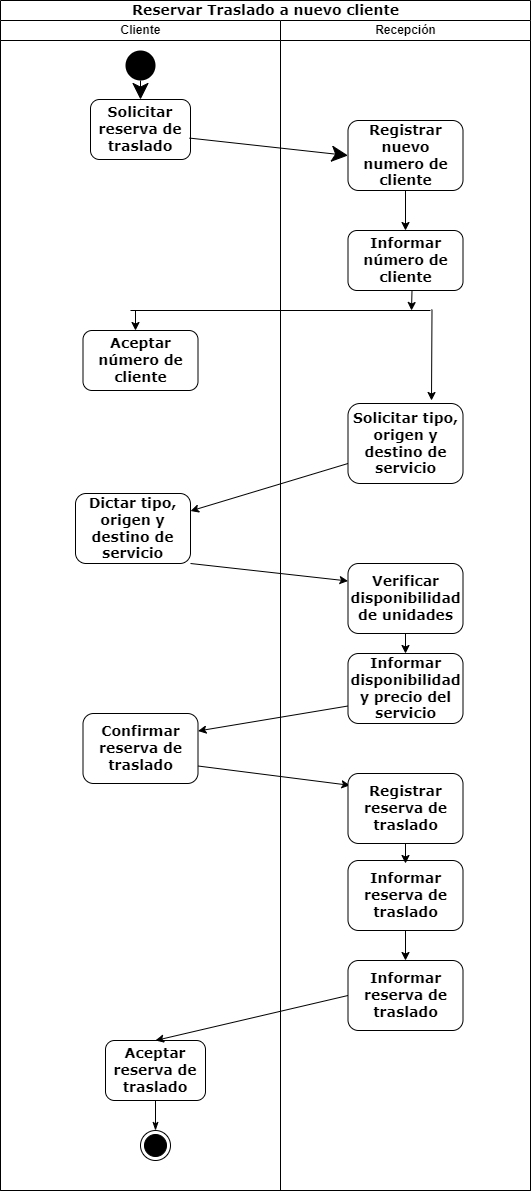 Reservar Traslado a nuevo cliente
Cliente
Recepción
Solicitar
reserva de
traslado
Registrar
nuevo
numero de
cliente
Informar
número de
cliente
Aceptar
número de
cliente
Solicitar tipo,
origen y
destino de
servicio
Dictar tipo,
origen y
destino de
servicio
Verificar
disponibilidad
de unidades
Informar
disponibilidad
y precio del
servicio
Confirmar
reserva de
traslado
Registrar
reserva de
traslado
Informar
reserva de
traslado
Informar
reserva de
traslado
Aceptar
reserva de
traslado